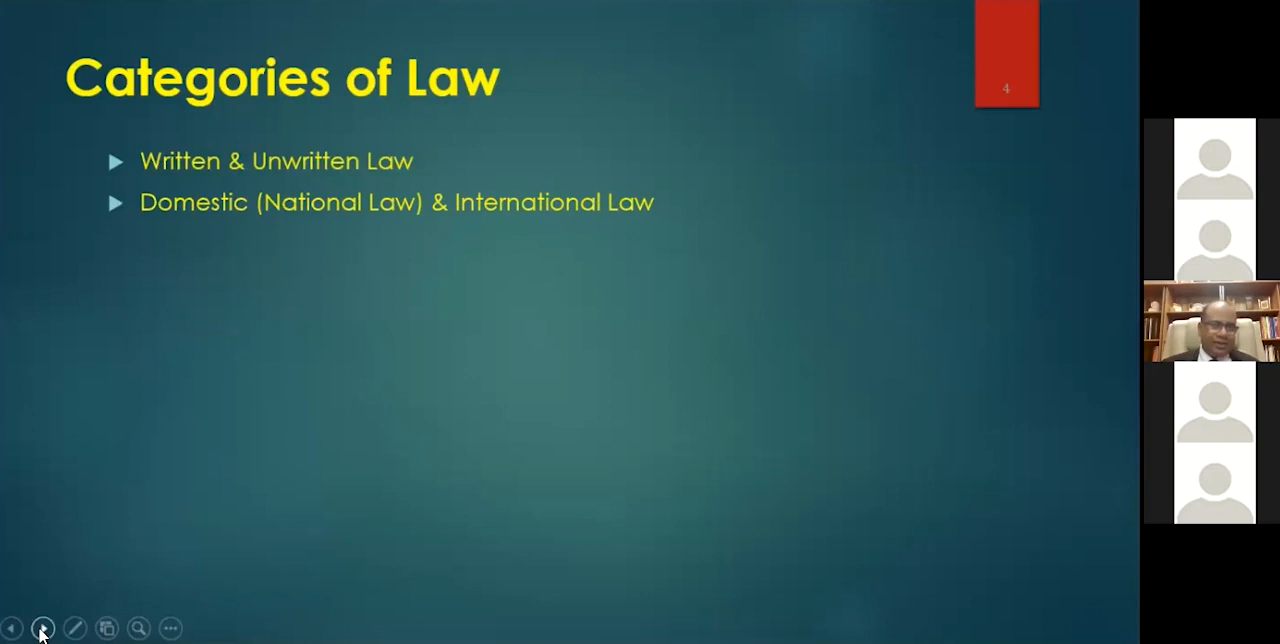 Categories of Law
4
Written & Unwritten Law
Domestic (National Law) & International Law